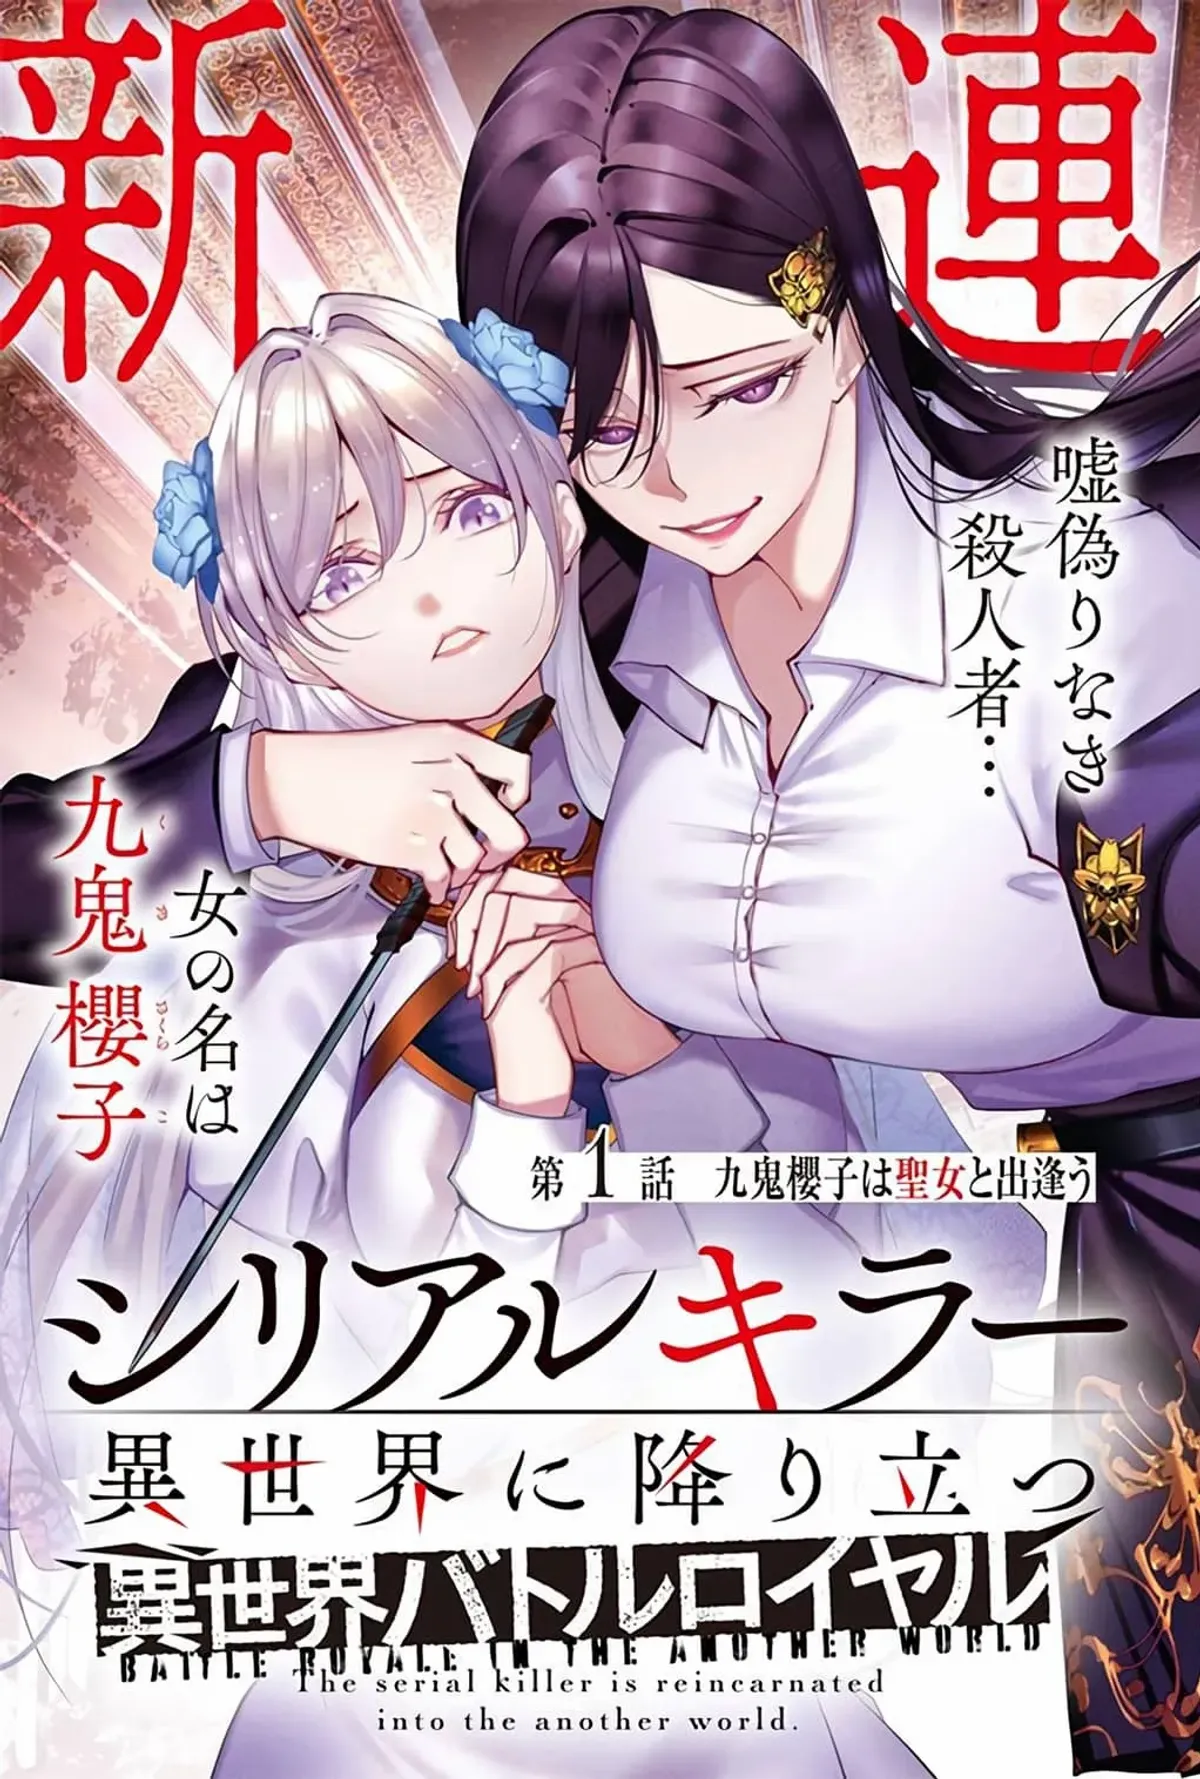 新連
嘘偽りなき
殺人者…
女の名は
九鬼櫻子
くきさくらこ
第1話 九鬼櫻子は聖女と出逢う
シリアルキラー
異世界に降り立つ
異世界バトルロイヤル
BATTLE ROYALE IN THE ANOTHER WORLD
The serial killer is reincarnated
into the another world.